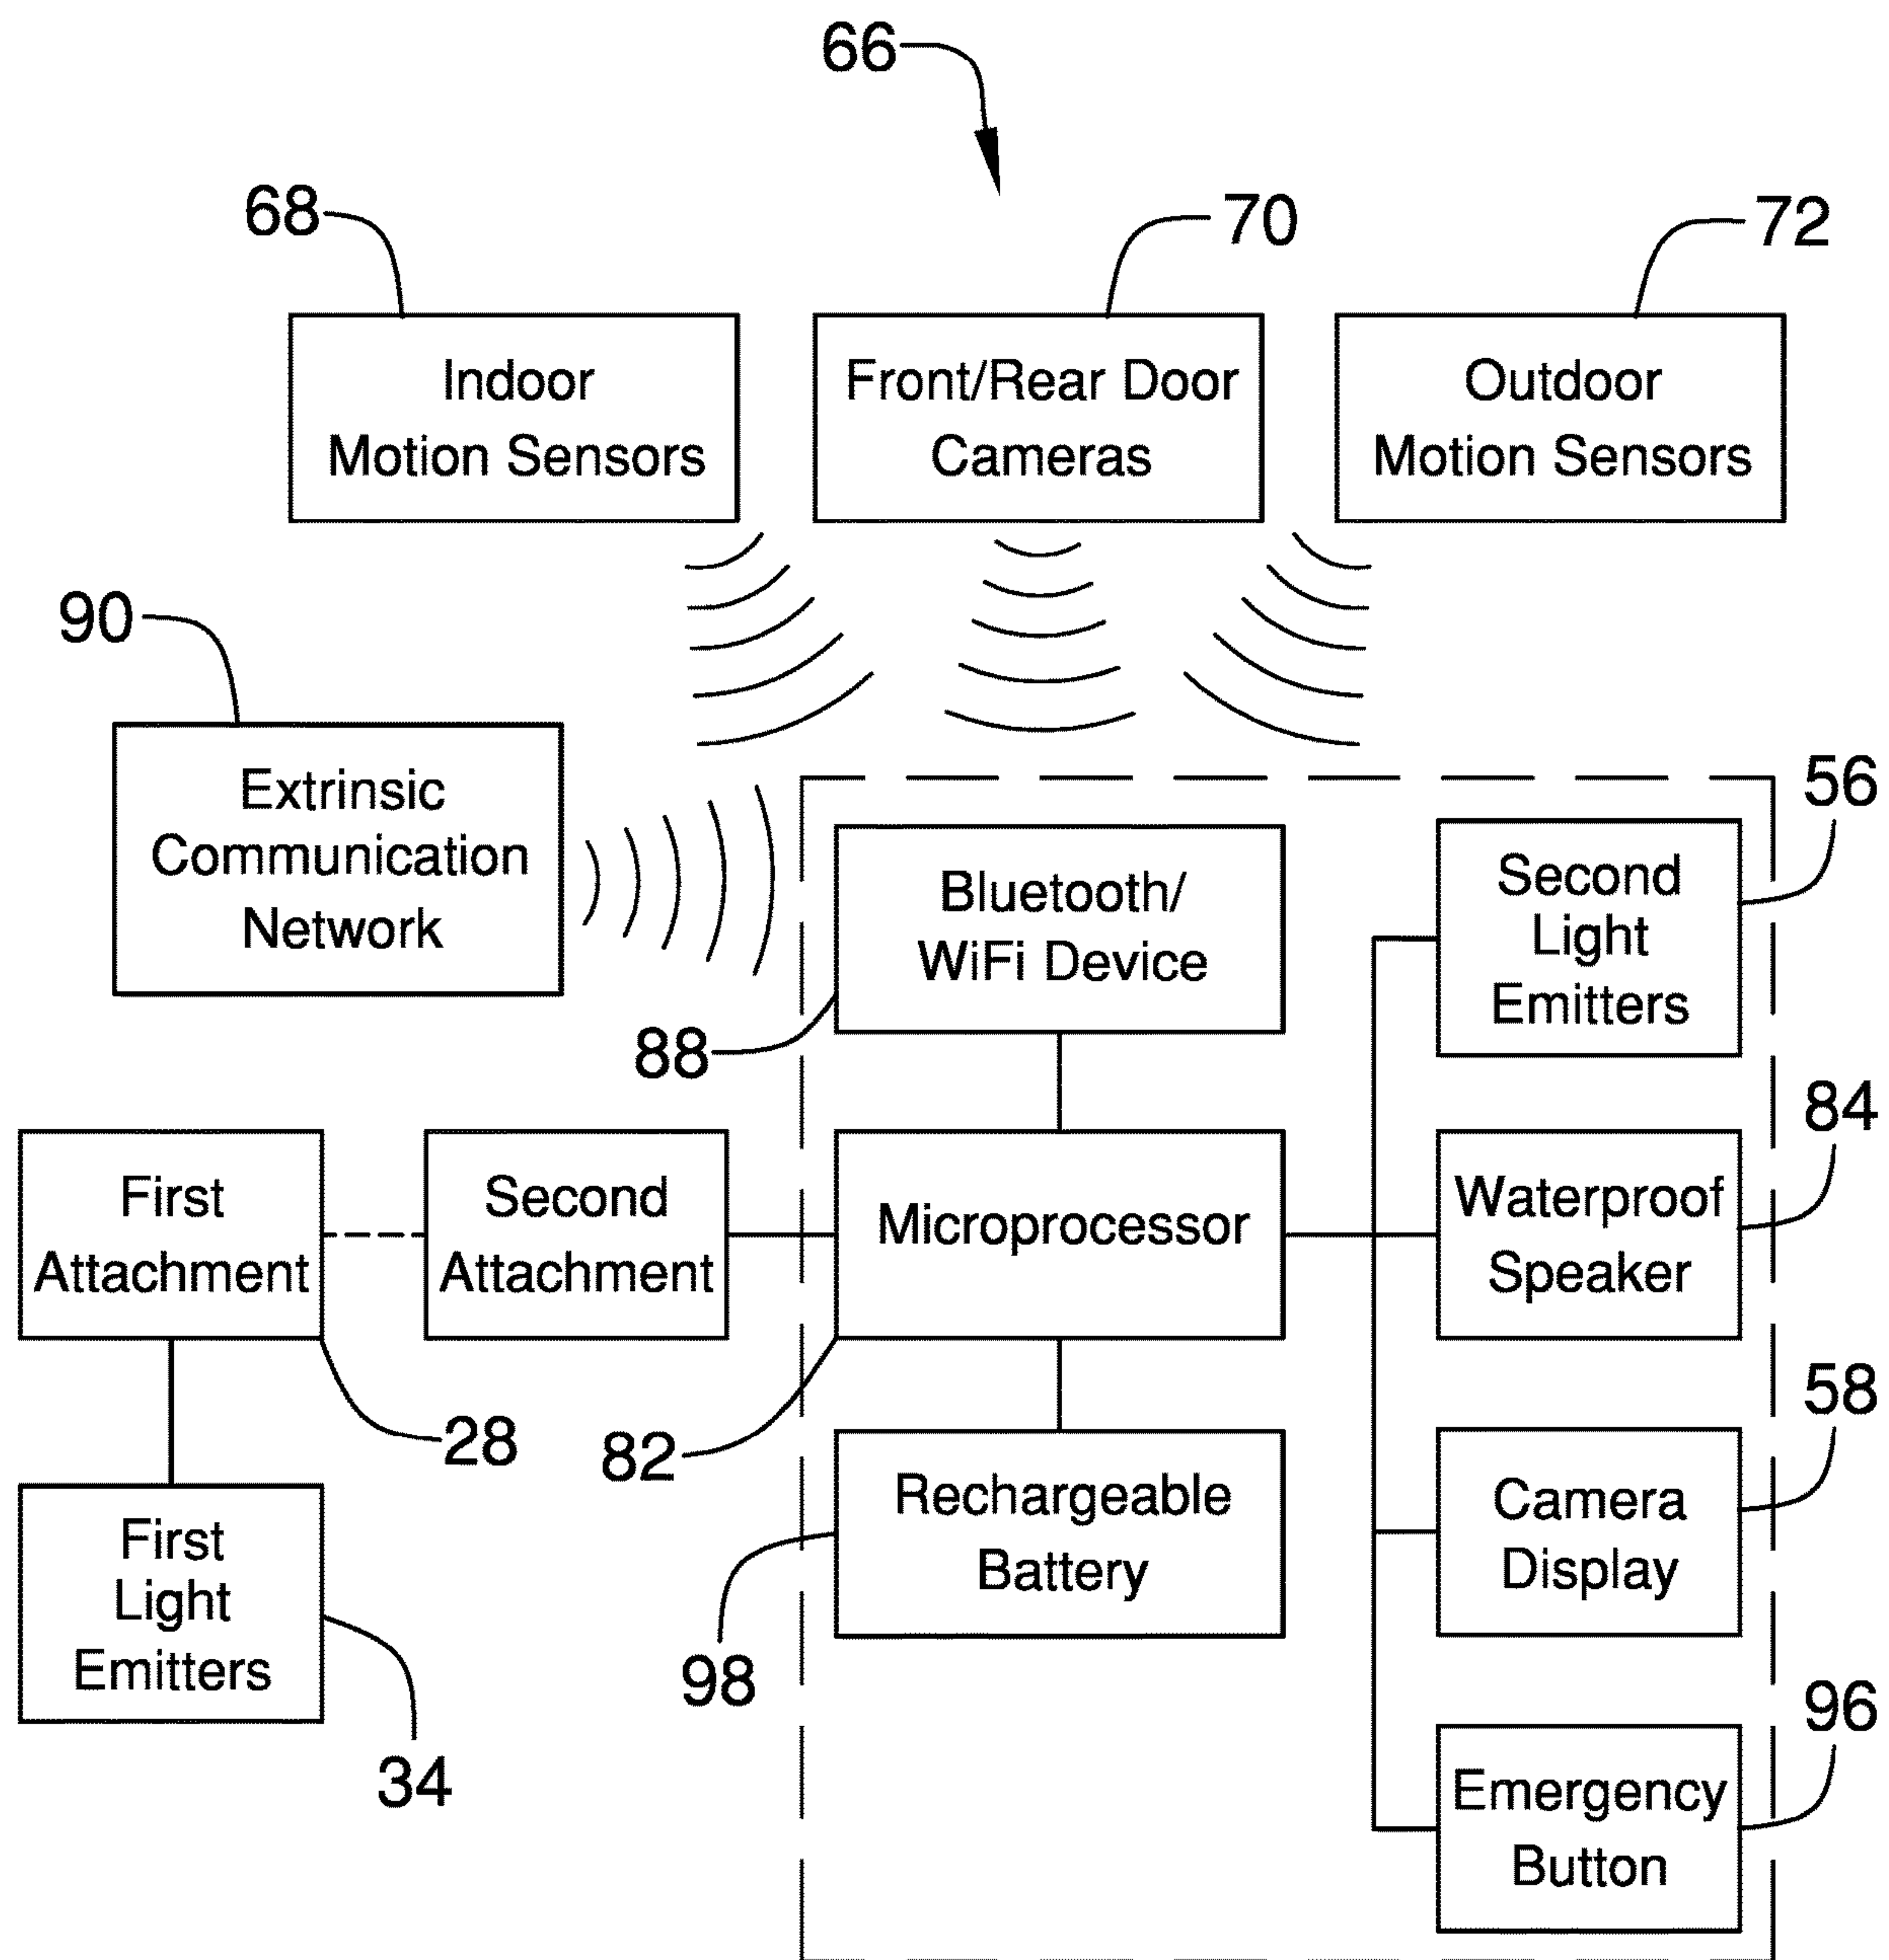 66
68
70
72
Indoor
Motion Sensors
Front/Rear Door
Cameras
Outdoor
Motion Sensors
90
Extrinsic
Communication
Network
56
Bluetooth/
WiFi Device
88
Second
Light
Emitters
84
First
Attachment
28
Second
Attachment
Microprocessor
82
Waterproof
Speaker
58
First
Light
Emitters
34
Rechargeable
Battery
98
Camera
Display
96
Emergency
Button